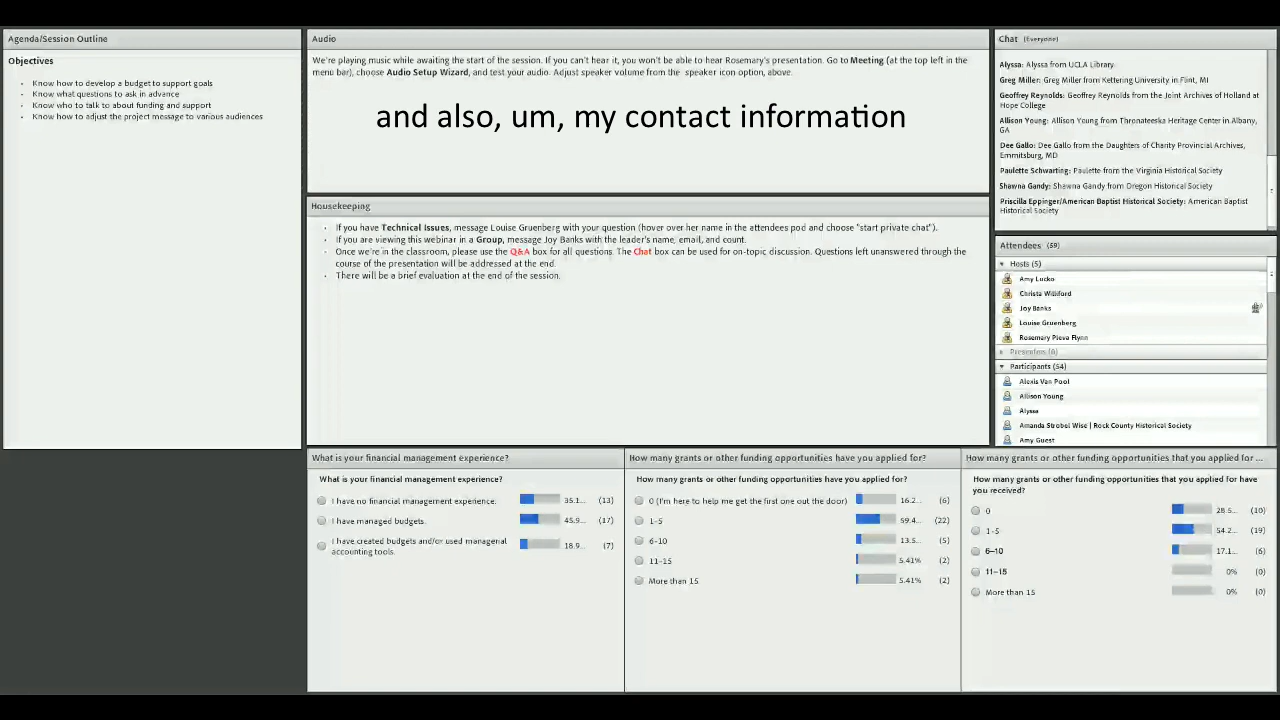 Agenda/Session Outline
Objectives
Know how to develop a budget to support goals
Know what questions to ask in advance
Know who to talk to about funding and support
Know how to adjust the project message to various audiences
Audio
We're playing music while awaiting the start of the session. If you can't hear it, you won't be able to hear Rosemary's presentation. Go to Meeting (at the top left in the
menu bar), choose Audio Setup Wizard, and test your audio. Adjust speaker volume from the speaker icon option, above.
and also, um, my contact information
Housekeeping
If you have Technical Issues, message Louise Gruenberg with your question (hover over her name in the attendees pod and choose "start private chat").
If you are viewing this webinar in a Group, message Joy Banks with the leader's name, email, and count.
Once we're in the classroom, please use the Q&A box for all questions. The Chat box can be used for on-topic discussion. Questions left unanswered through the
course of the presentation will be addressed at the end.
There will be a brief evaluation at the end of the session.
Chat (Everyone)
Alyssa: Alyssa from UCLA Library
Greg Miller: Greg Miller from Kettering University in Flint, MI
Geoffrey Reynolds: Geoffrey Reynolds from the Joint Archives of Holland at
Hope College
Allison Young: Allison Young from Thronateeska Heritage Center in Albany,
GA
Dee Gallo: Dee Gallo from the Daughters of Charity Provincial Archives,
Emmitsburg, MD
Paulette Schwarting: Paulette from the Virginia Historical Society
Shawna Gandy: Shawna Gandy from Oregon Historical Society
Priscilla Eppinger/American Baptist Historical Society: American Baptist
Historical Society
Attendees (59)
Hosts (5)
Amy Lucko
Christa Williford
Joy Banks
Louise Gruenberg
Rosemary Pleva Flynn
Presenters (0)
Participants (54)
Alexis Van Pool
Allison Young
Alyssa
Amanda Strobel Wise | Rock County Historical Society
Amy Guest
What is your financial management experience?
What is your financial management experience?
I have no financial management experience. 35.1... (13)
I have managed budgets. 45.9... (17)
I have created budgets and/or used managerial
accounting tools. 18.9... (7)
How many grants or other funding opportunities have you applied for?
How many grants or other funding opportunities have you applied for?
0 (I'm here to help me get the first one out the door) 16.2... (6)
1-5 59.4... (22)
6-10 13.5... (5)
11-15 5.41% (2)
More than 15 5.41% (2)
How many grants or other funding opportunities that you applied for ...
How many grants or other funding opportunities that you applied for have
you received?
0 28.5... (10)
1-5 54.2... (19)
6-10 17.1... (6)
11-15 0% (0)
More than 15 0% (0)